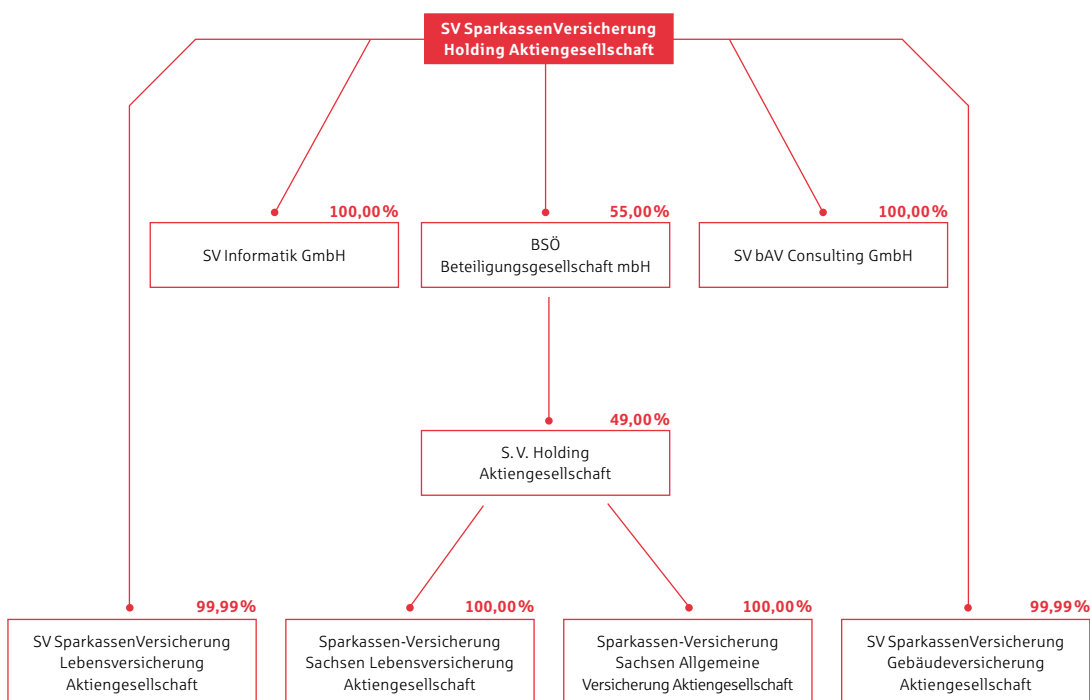 SV SparkassenVersicherung
Holding Aktiengesellschaft
100,00%
SV Informatik GmbH
55,00%
BSÖ
Beteiligungsgesellschaft mbH
100,00%
SV bAV Consulting GmbH
49,00%
S.V. Holding
Aktiengesellschaft
99,99%
SV SparkassenVersicherung
Lebensversicherung
Aktiengesellschaft
100,00%
Sparkassen-Versicherung
Sachsen Lebensversicherung
Aktiengesellschaft
100,00%
Sparkassen-Versicherung
Sachsen Allgemeine
Versicherung Aktiengesellschaft
99,99%
SV SparkassenVersicherung
Gebäudeversicherung
Aktiengesellschaft